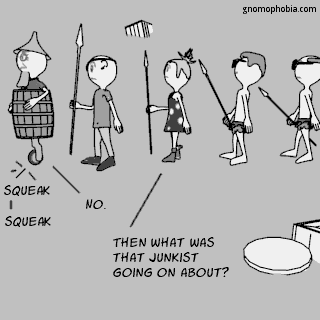 gnomophobia.com
SQUEAK
SQUEAK
NO.
THEN WHAT WAS
THAT JUNKIST
GOING ON ABOUT?